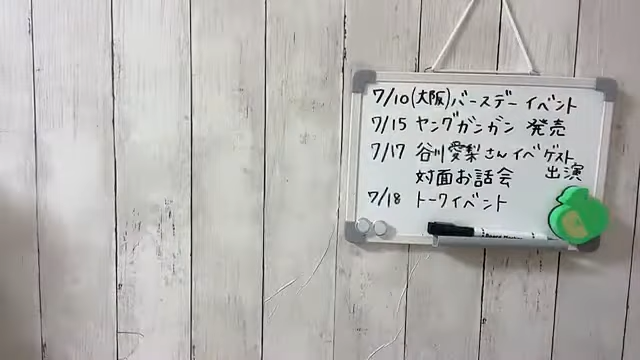 7/10(大阪)バースデーイベント
7/15 ヤングガンガン 発売
7/17 谷川愛梨さんイベ ゲスト出演
対面お話会
7/18 トークイベント
Board Marker